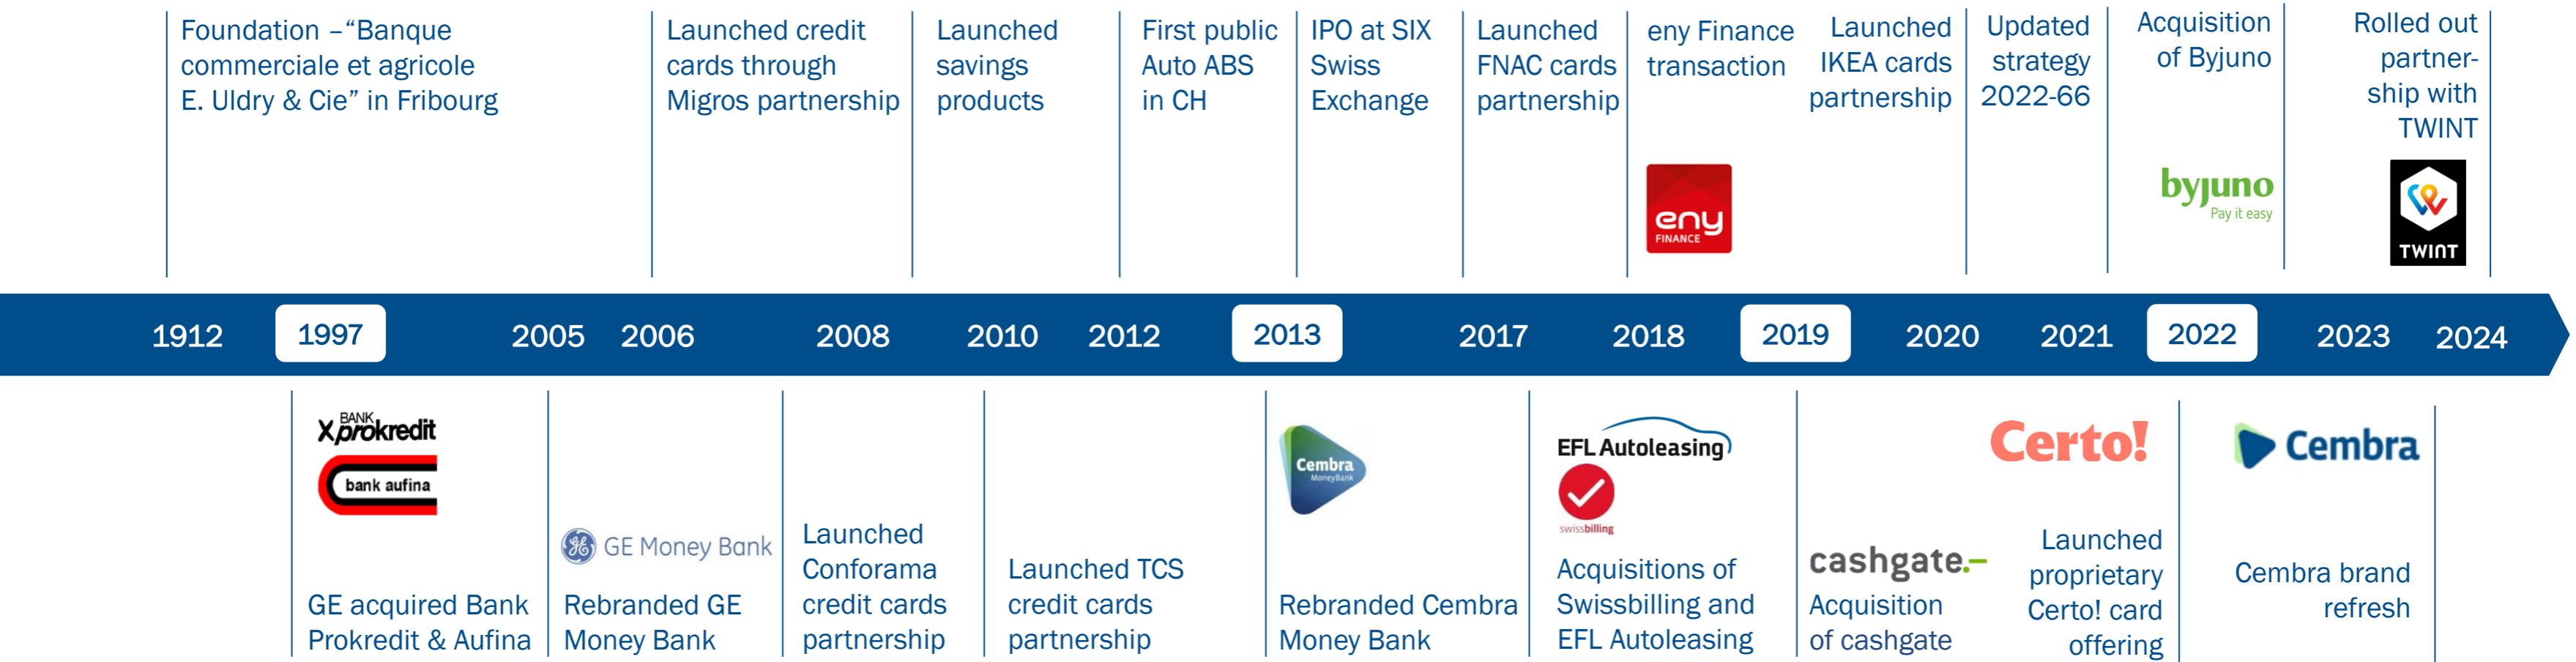 Foundation –“Banque
commerciale et agricole
E. Uldry & Cie” in Fribourg
Launched credit
cards through
Migros partnership
Launched
savings
products
First public
Auto ABS
in CH
IPO at SIX
Swiss
Exchange
Launched
FNAC cards
partnership
eny Finance
transaction
eny
FINANCE
Launched
IKEA cards
partnership
Updated
strategy
2022-66
Acquisition
of Byjuno
byjuno
Pay it easy
Rolled out
partner-
ship with
TWINT
TWINT
1912 1997 2005 2006 2008 2010 2012 2013 2017 2018 2019 2020 2021 2022 2023 2024
BANK
Xprokredit
bank aufina
GE acquired Bank
Prokredit & Aufina
GE GE Money Bank
Rebranded GE
Money Bank
Launched
Conforama
credit cards
partnership
Launched TCS
credit cards
partnership
Cembra
MoneyBank
Rebranded Cembra
Money Bank
EFL Autoleasing
swissbilling
Acquisitions of
Swissbilling and
EFL Autoleasing
cashgate.–
Acquisition
of cashgate
Certo!
Launched
proprietary
Certo! card
offering
Cembra
Cembra brand
refresh